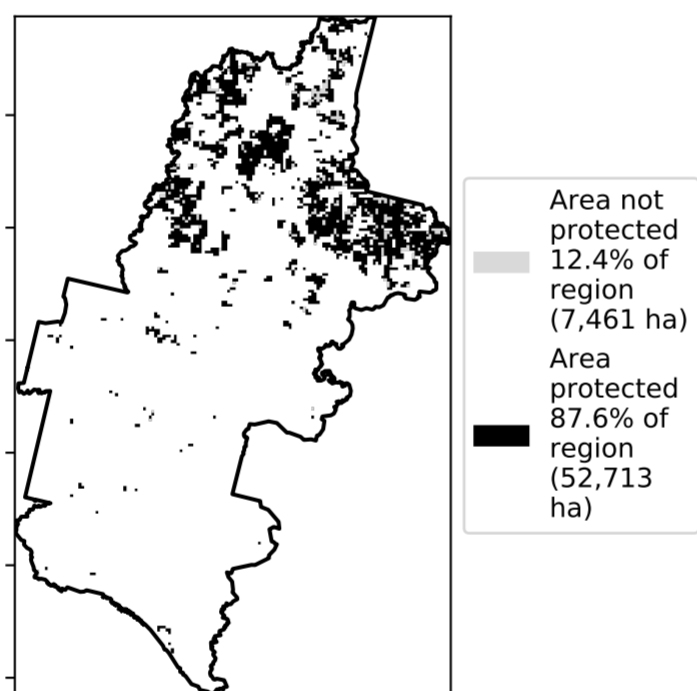 Area not
protected
12.4% of
region
(7,461 ha)
Area
protected
87.6% of
region
(52,713
ha)